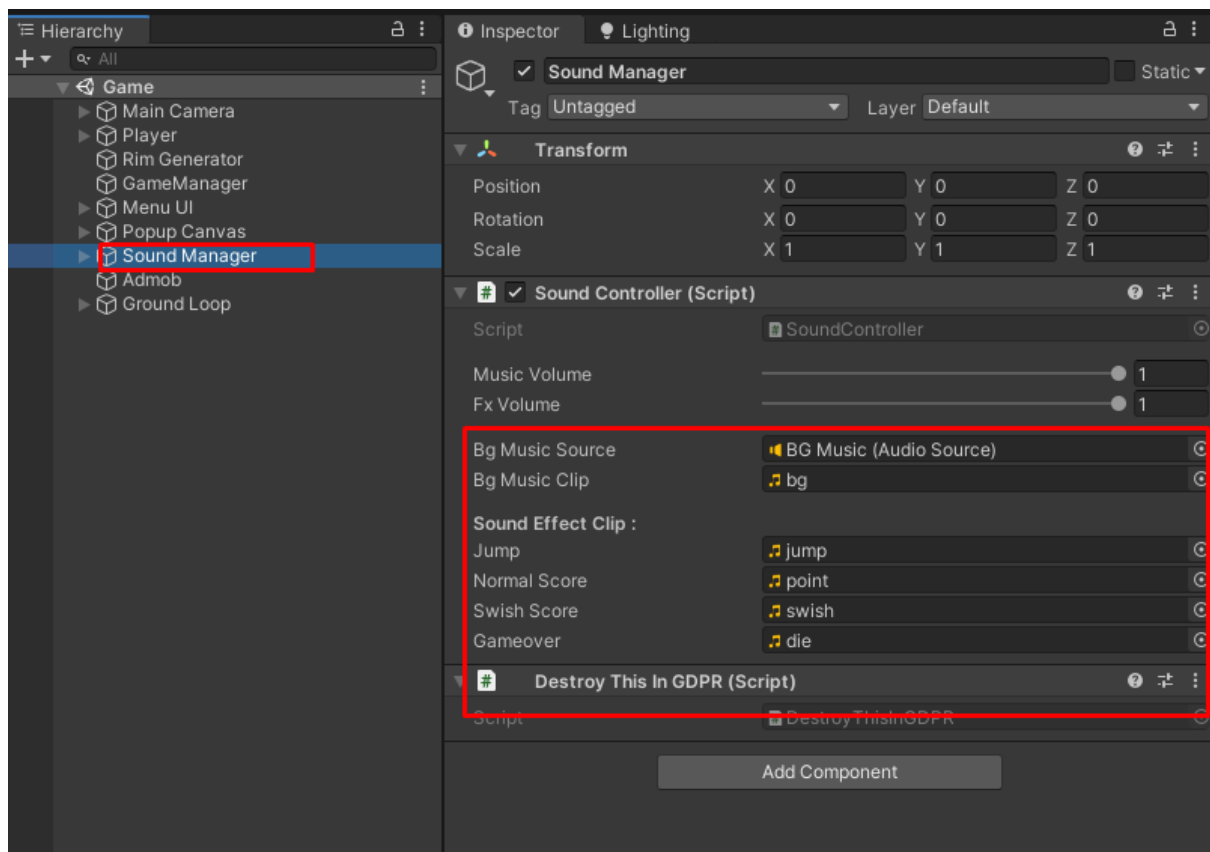 Hierarchy
All
Game
Main Camera
Player
Rim Generator
GameManager
Menu UI
Popup Canvas
Sound Manager
Admob
Ground Loop
Inspector Lighting
Sound Manager Static
Tag Untagged Layer Default
Transform
Position X 0 Y 0 Z 0
Rotation X 0 Y 0 Z 0
Scale X 1 Y 1 Z 1
# Sound Controller (Script)
Script # SoundController
Music Volume 1
Fx Volume 1
Bg Music Source BG Music (Audio Source)
Bg Music Clip bg
Sound Effect Clip :
Jump jump
Normal Score point
Swish Score swish
Gameover die
# Destroy This In GDPR (Script)
Script # DestroyThisInGDPR
Add Component